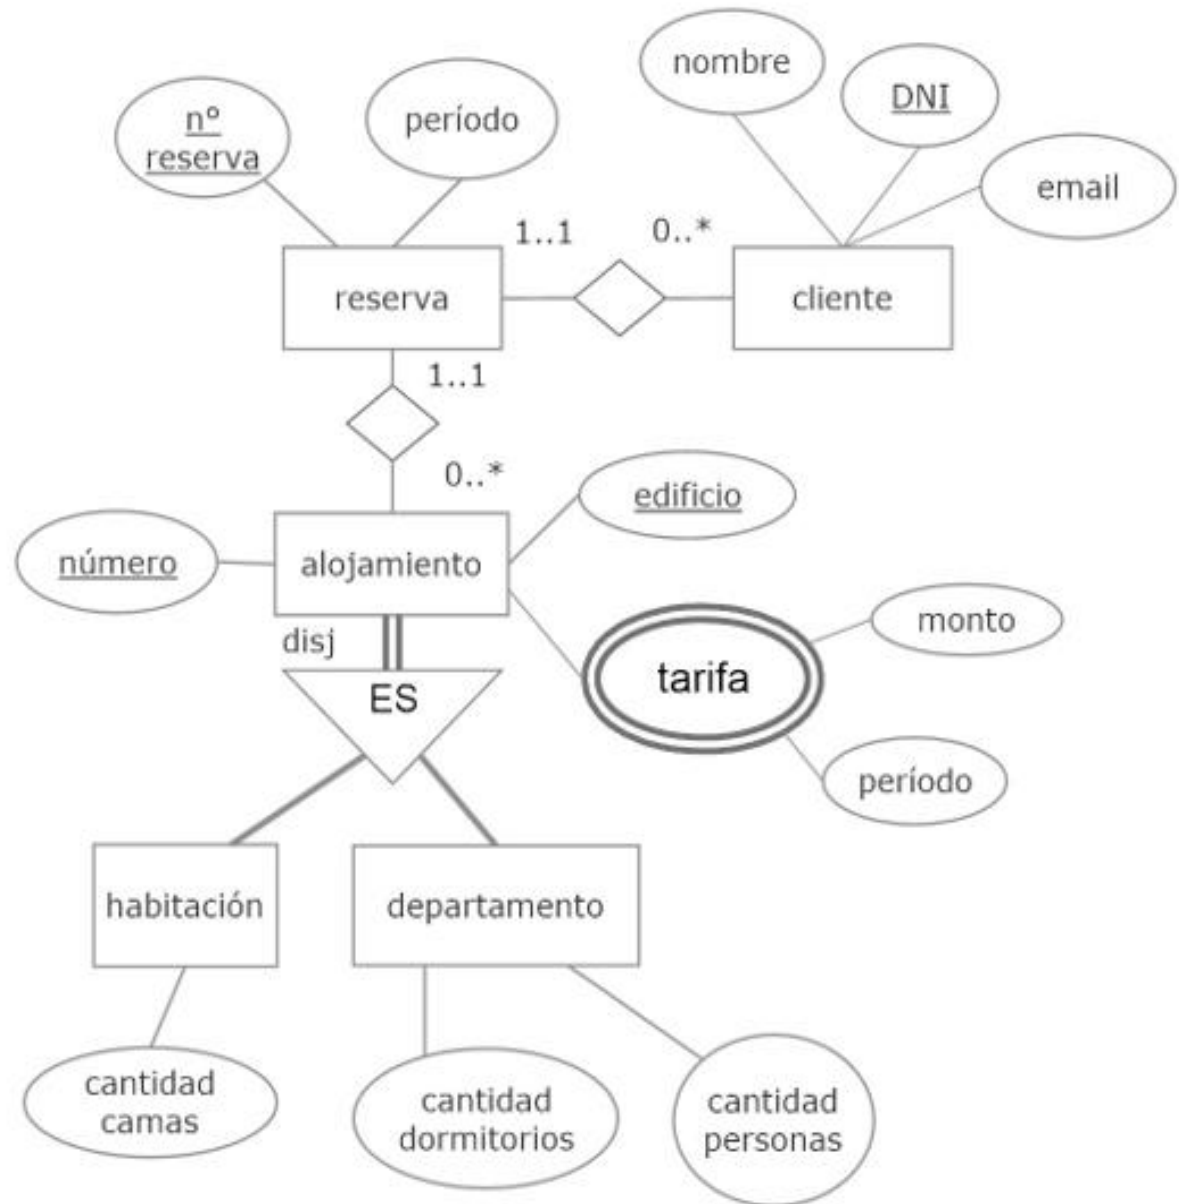 nombre
DNI
nº
reserva
período
email
1..1
0..*
reserva
cliente
1..1
0..*
edificio
número
alojamiento
monto
disj
tarifa
ES
período
habitación
departamento
cantidad
camas
cantidad
dormitorios
cantidad
personas